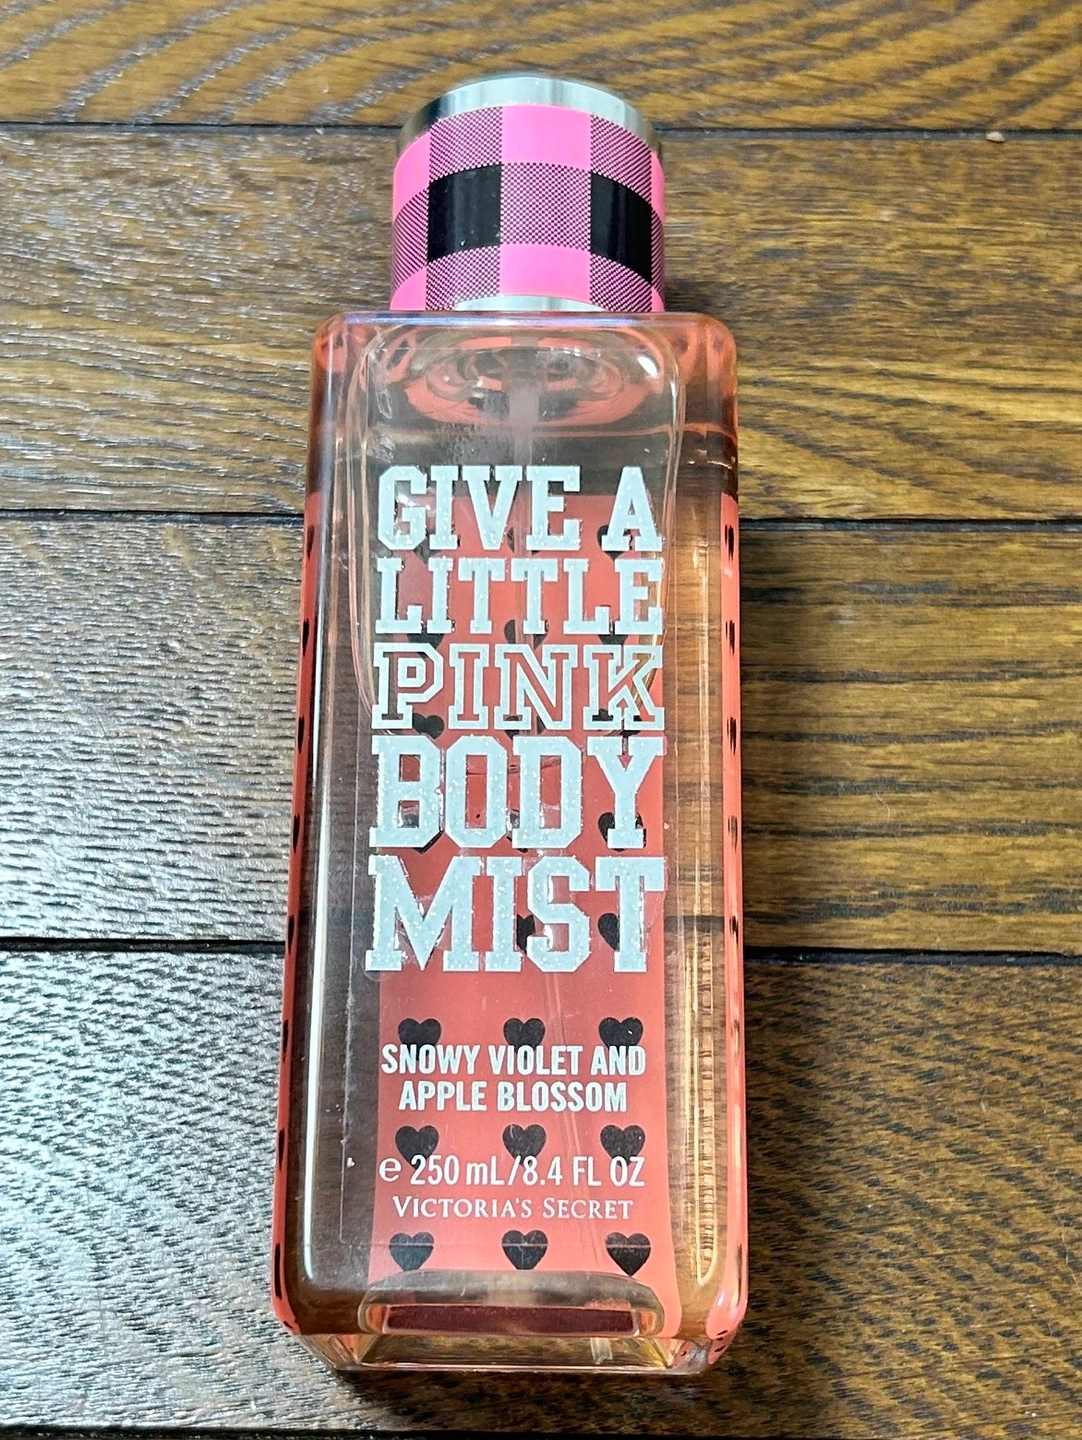 GIVE A
LITTLE
PINK
BODY
MIST
SNOWY VIOLET AND
APPLE BLOSSOM
e 250 mL/8.4 FL OZ
VICTORIA'S SECRET